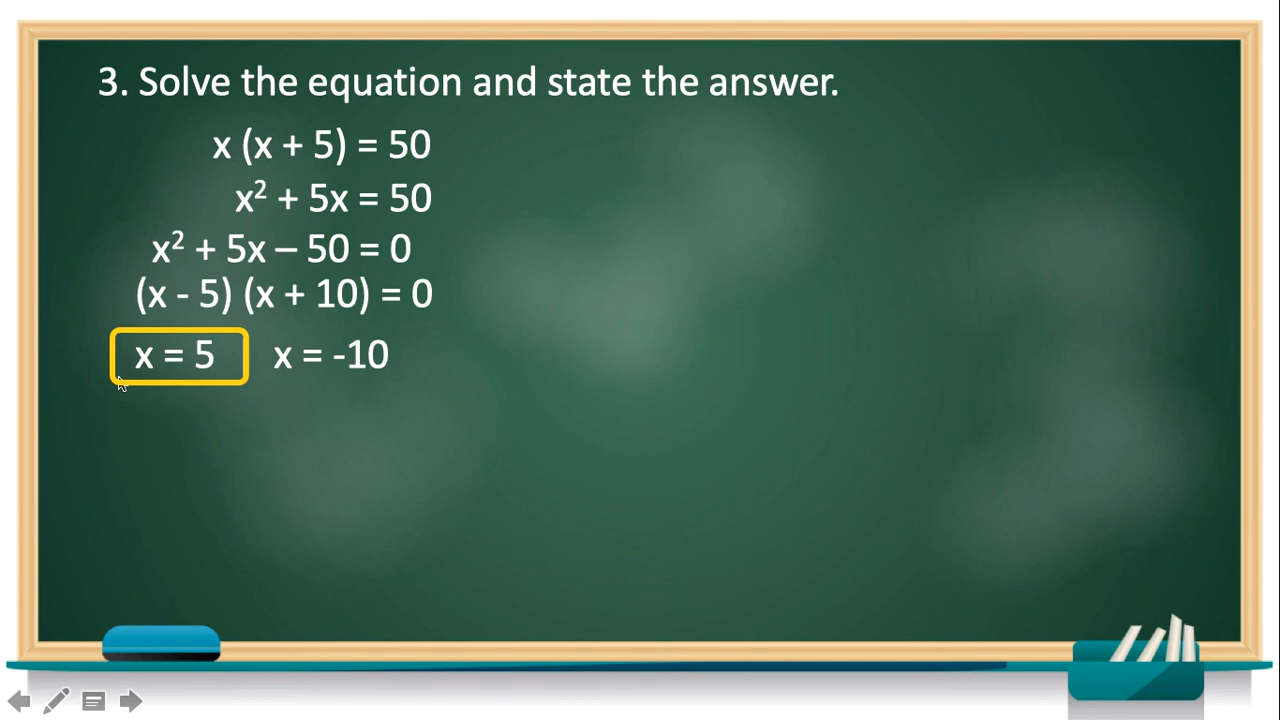 3. Solve the equation and state the answer.
x (x + 5) = 50
x² + 5x = 50
x² + 5x – 50 = 0
(x - 5) (x + 10) = 0
x = 5 x = -10